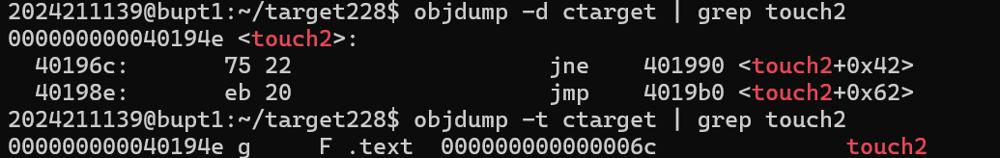 2024211139@bupt1:~/target228$ objdump -d ctarget | grep touch2
000000000040194e <touch2>:
  40196c:       75 22                   jne    401990 <touch2+0x42>
  40198e:       eb 20                   jmp    4019b0 <touch2+0x62>
2024211139@bupt1:~/target228$ objdump -t ctarget | grep touch2
000000000040194e g     F .text  000000000000006c              touch2